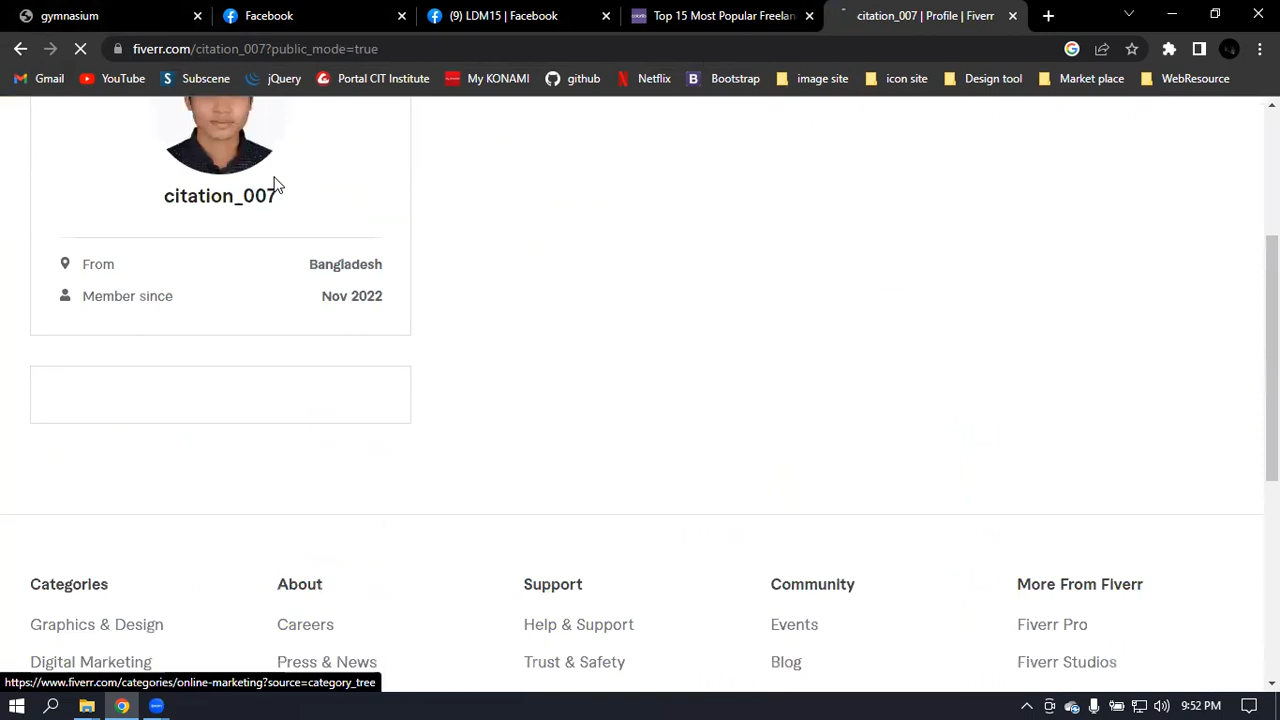 gymnasium
Facebook
(9) LDM15 | Facebook
Top 15 Most Popular Freelan
citation_007 | Profile | Fiverr
fiverr.com/citation_007?public_mode=true
Gmail
YouTube
Subscene
jQuery
Portal CIT Institute
My KONAMI
github
Netflix
Bootstrap
image site
icon site
Design tool
Market place
WebResource
citation_007
From Bangladesh
Member since Nov 2022
Categories
Graphics & Design
Digital Marketing
About
Careers
Press & News
Support
Help & Support
Trust & Safety
Community
Events
Blog
More From Fiverr
Fiverr Pro
Fiverr Studios
https://www.fiverr.com/categories/online-marketing?source=category_tree
9:52 PM